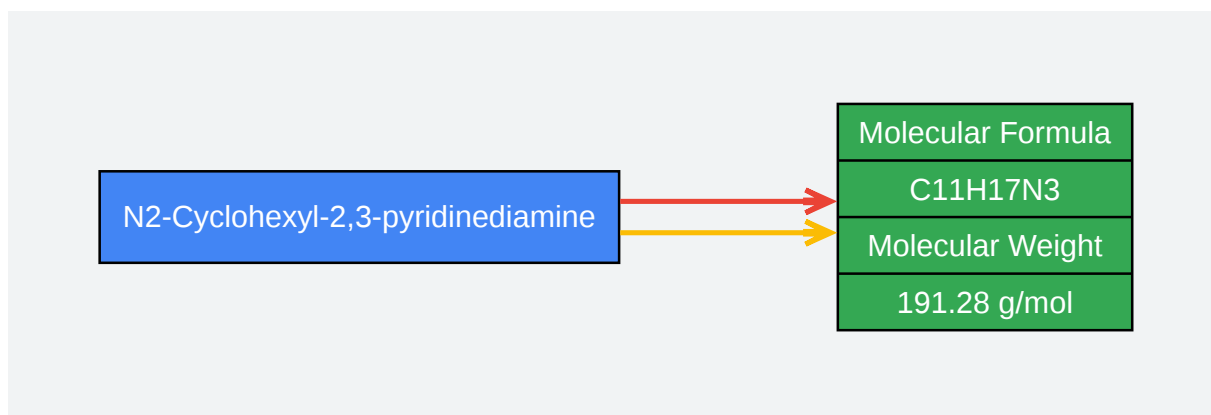 N2-Cyclohexyl-2,3-pyridinediamine
Molecular Formula
C11H17N3
Molecular Weight
191.28 g/mol